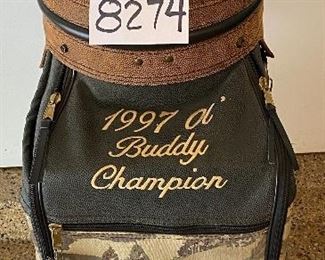 8274
1997 Ol'
Buddy
Champion